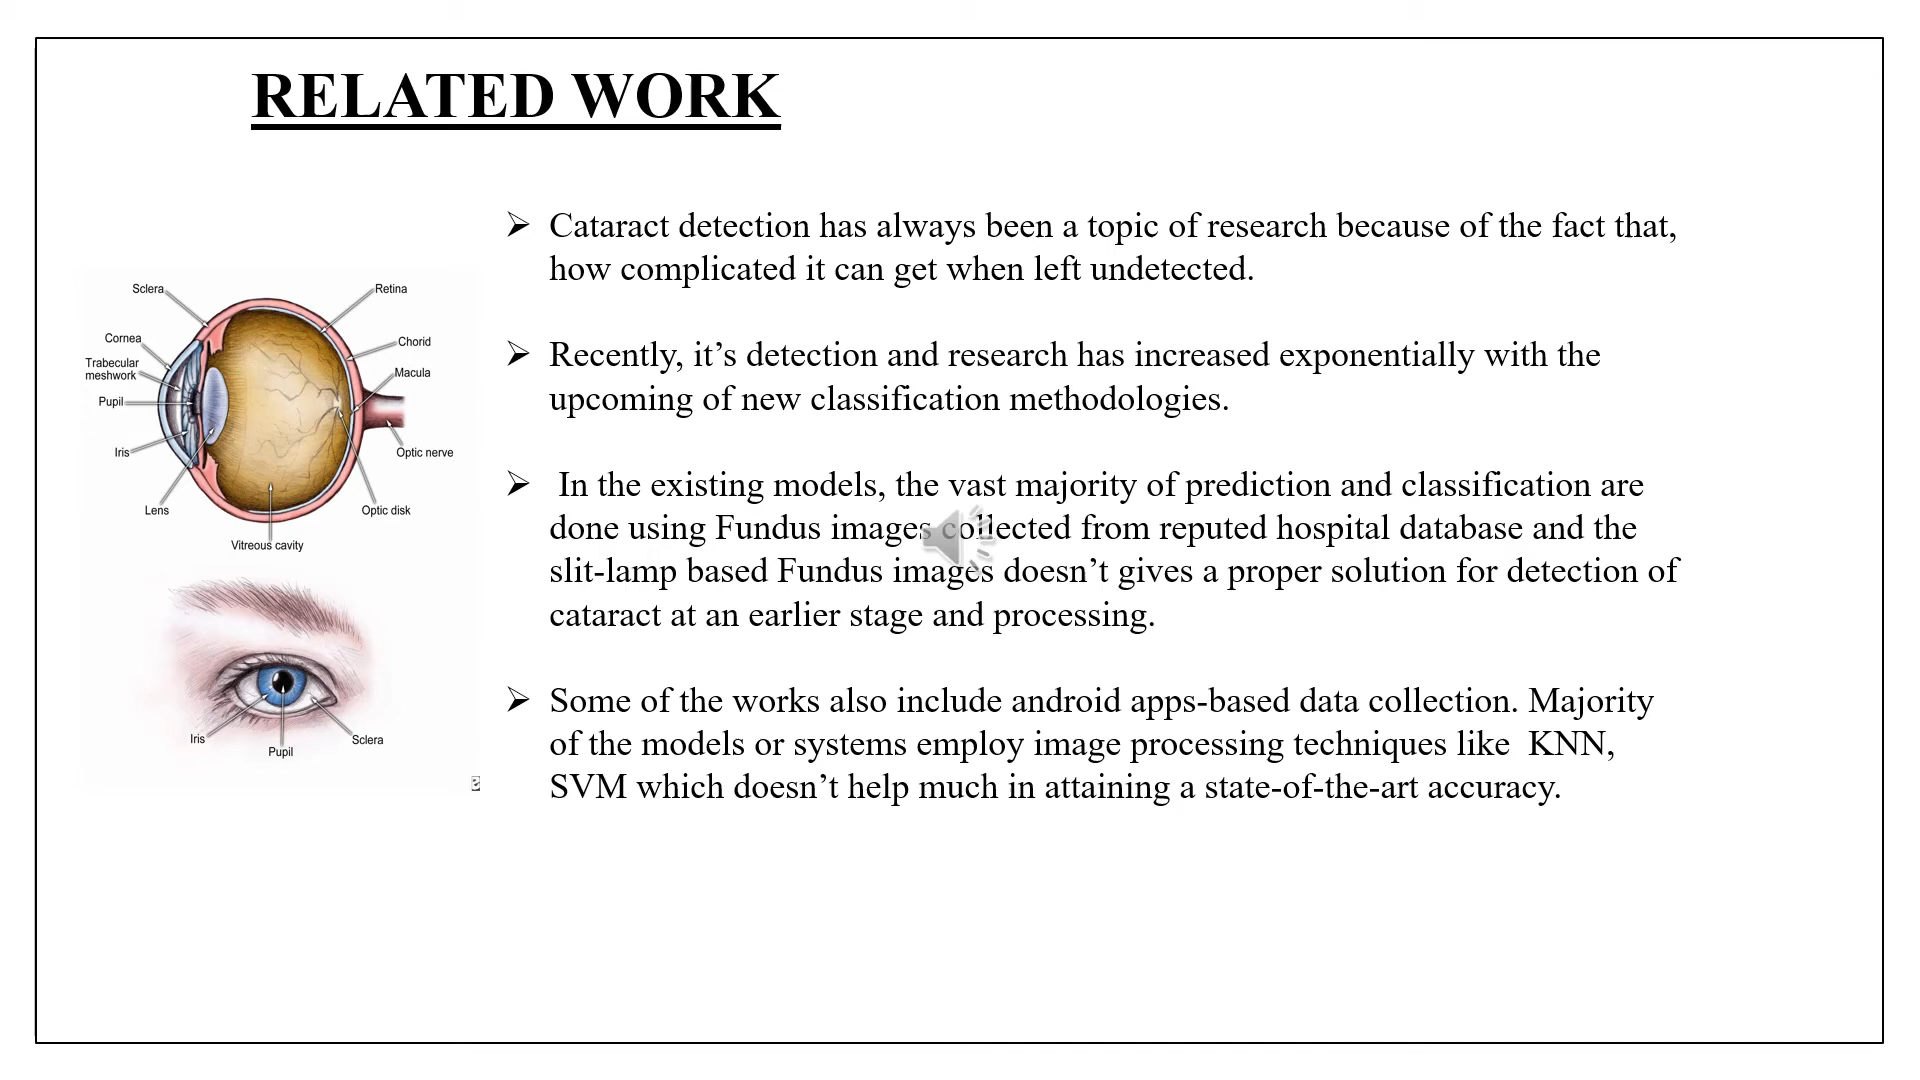 RELATED WORK
Cataract detection has always been a topic of research because of the fact that,
how complicated it can get when left undetected.
Recently, it’s detection and research has increased exponentially with the
upcoming of new classification methodologies.
In the existing models, the vast majority of prediction and classification are
done using Fundus images collected from reputed hospital database and the
slit-lamp based Fundus images doesn’t gives a proper solution for detection of
cataract at an earlier stage and processing.
Some of the works also include android apps-based data collection. Majority
of the models or systems employ image processing techniques like KNN,
SVM which doesn’t help much in attaining a state-of-the-art accuracy.
Sclera
Retina
Cornea
Chorid
Trabecular
meshwork
Macula
Pupil
Iris
Optic nerve
Lens
Optic disk
Vitreous cavity
Iris
Pupil
Sclera